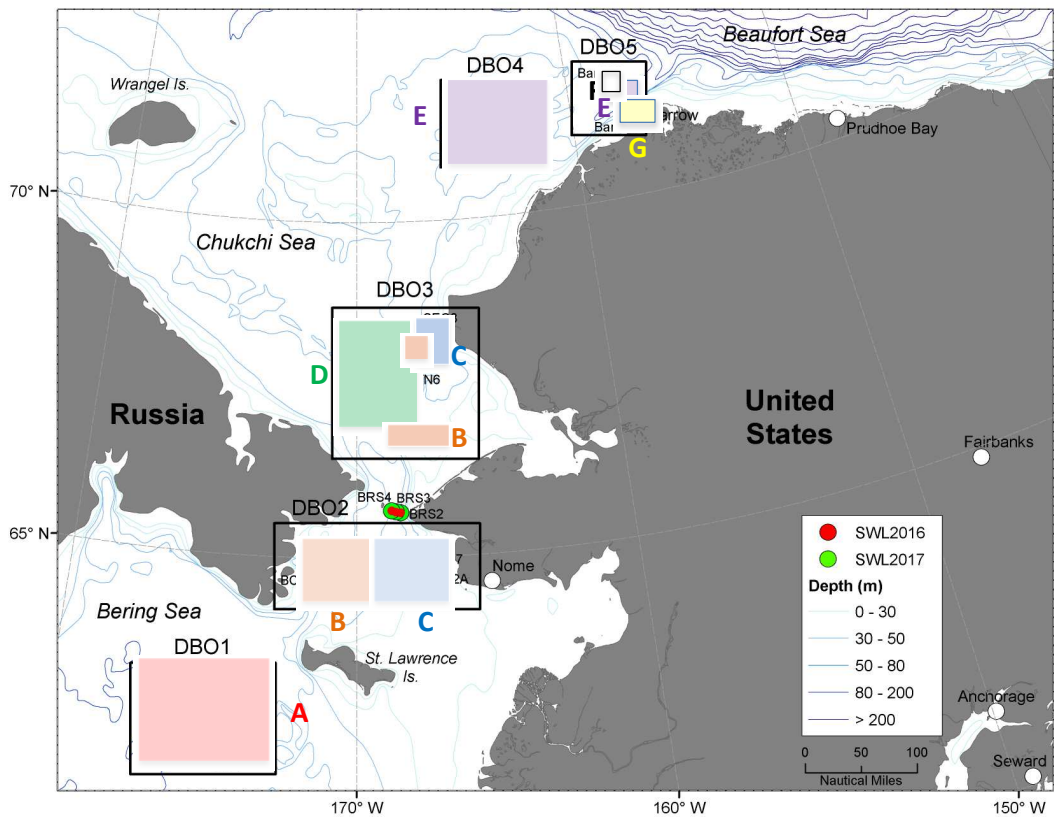 Beaufort Sea
DBO5
DBO4
Wrangel Is.
E
E
G
Prudhoe Bay
70° N
Chukchi Sea
DBO3
C
N6
D
B
Russia
United
States
Fairbanks
BRS4
BRS3
BRS2
DBO2
65° N
Nome
Bering Sea
B
C
DBO1
St. Lawrence
Is.
A
SWL2016
SWL2017
Depth (m)
0 - 30
30 - 50
50 - 80
80 - 200
> 200
Anchorage
0 50 100
Nautical Miles
Seward
170° W
160° W
150° W